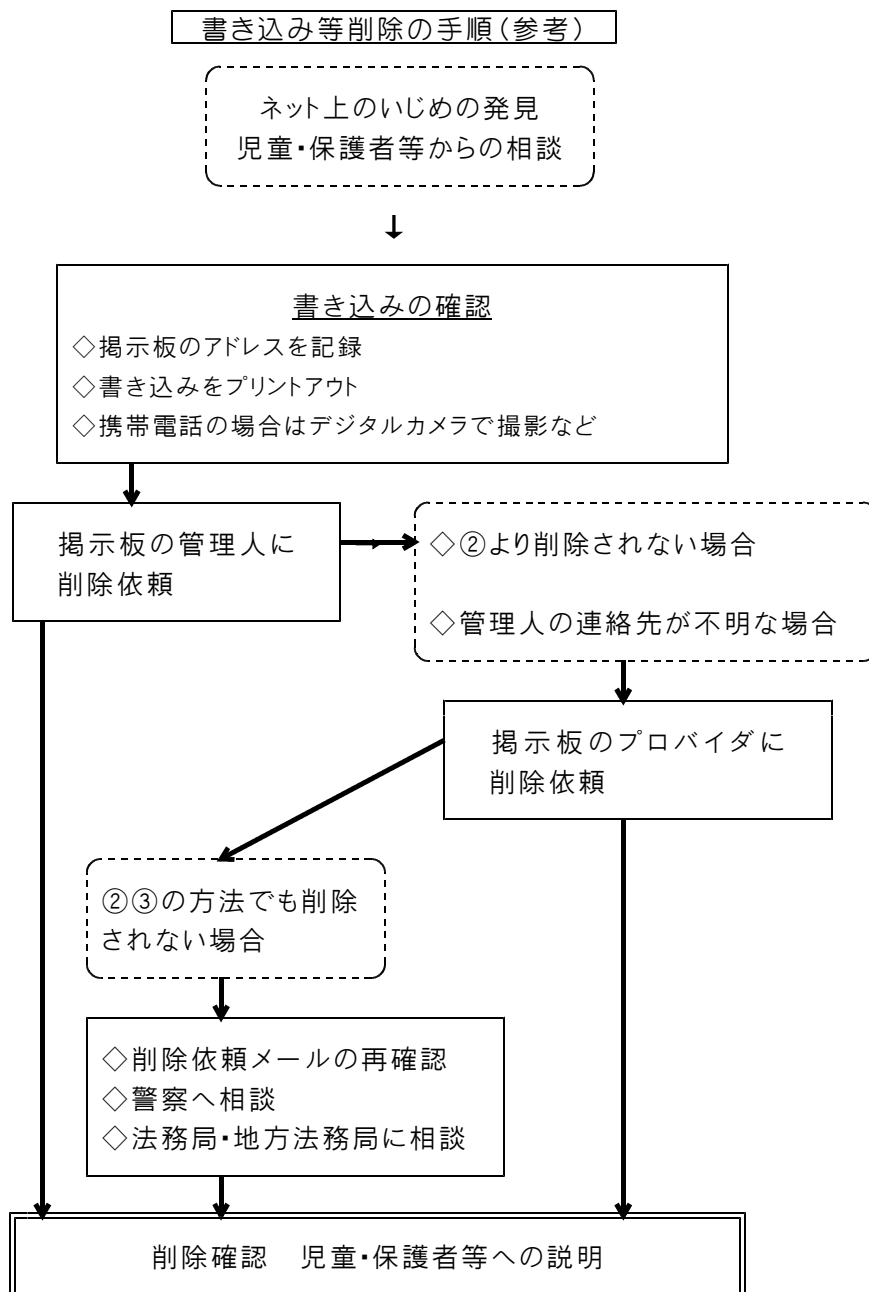 書き込み等削除の手順(参考)
ネット上のいじめの発見
児童・保護者等からの相談
書き込みの確認
◇掲示板のアドレスを記録
◇書き込みをプリントアウト
◇携帯電話の場合はデジタルカメラで撮影など
掲示板の管理人に
削除依頼
◇②より削除されない場合
◇管理人の連絡先が不明な場合
掲示板のプロバイダに
削除依頼
②③の方法でも削除
されない場合
◇削除依頼メールの再確認
◇警察へ相談
◇法務局・地方法務局に相談
削除確認　児童・保護者等への説明